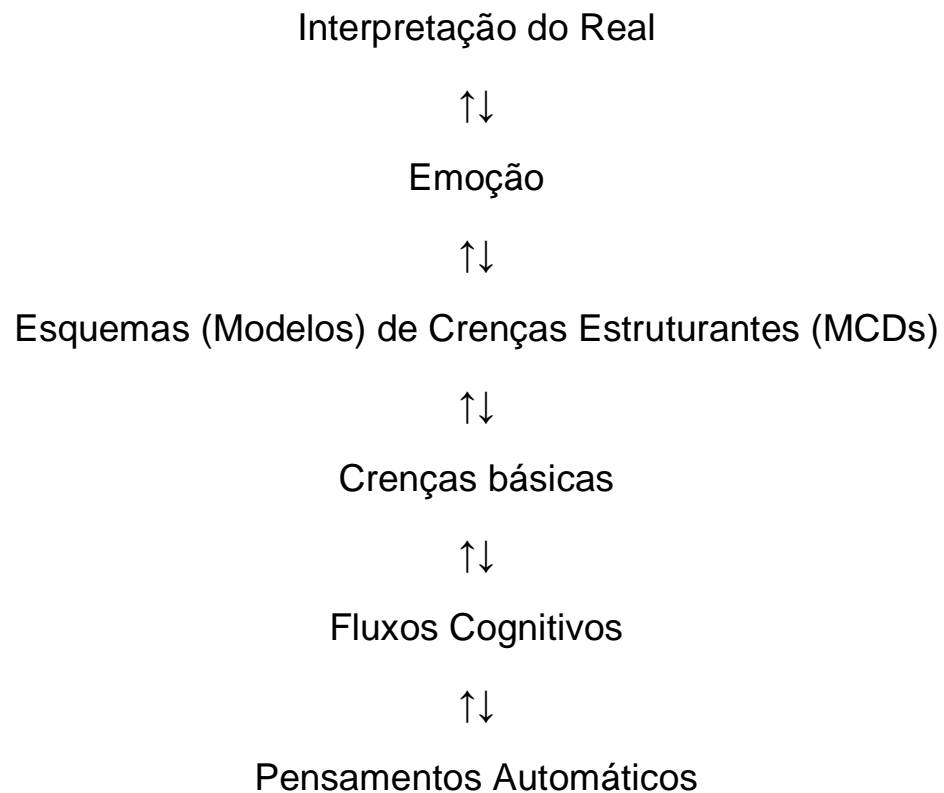 Interpretação do Real
↑↓
Emoção
↑↓
Esquemas (Modelos) de Crenças Estruturantes (MCDs)
↑↓
Crenças básicas
↑↓
Fluxos Cognitivos
↑↓
Pensamentos Automáticos